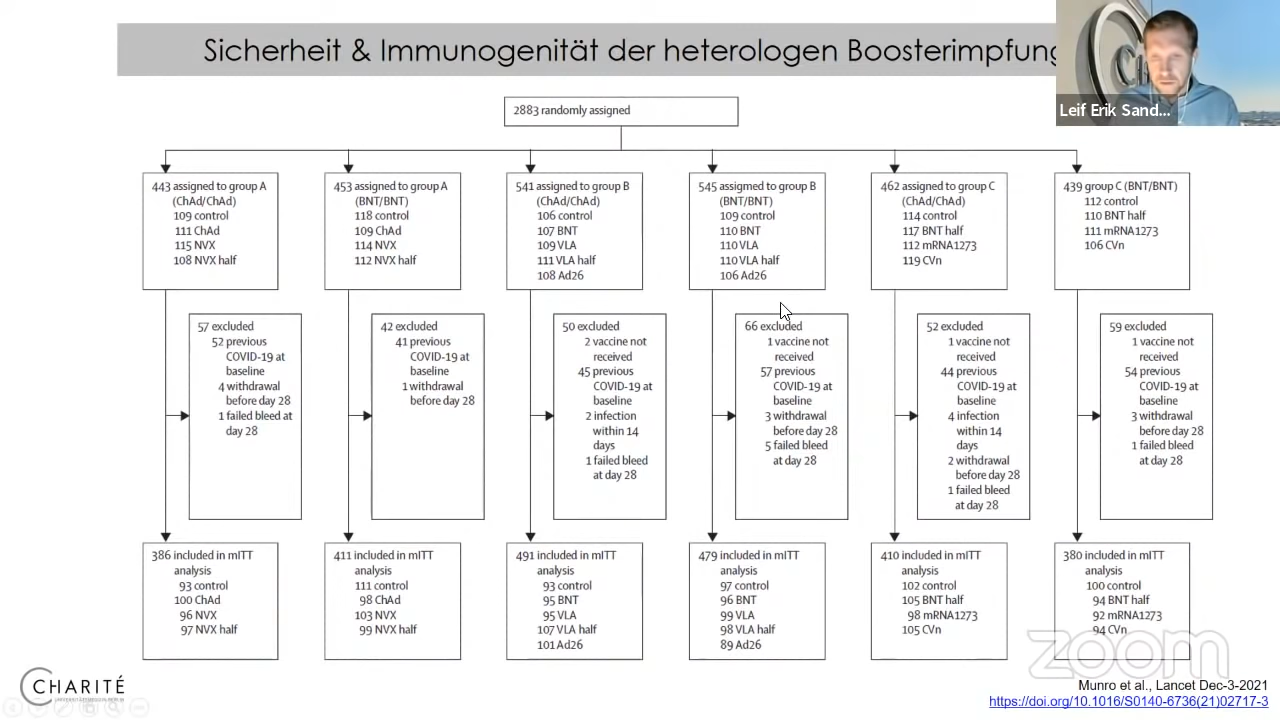 Sicherheit & Immunogenität der heterologen Boosterimpfung
Leif Erik Sand...
2883 randomly assigned
443 assigned to group A
(ChAd/ChAd)
109 control
111 ChAd
115 NVX
108 NVX half
453 assigned to group A
(BNT/BNT)
118 control
109 ChAd
114 NVX
112 NVX half
541 assigned to group B
(ChAd/ChAd)
106 control
107 BNT
109 VLA
111 VLA half
108 Ad26
545 assigmed to group B
(BNT/BNT)
109 control
110 BNT
110 VLA
110 VLA half
106 Ad26
462 assigned to group C
(ChAd/ChAd)
114 control
117 BNT half
112 mRNA1273
119 CVn
439 group C (BNT/BNT)
112 control
110 BNT half
111 mRNA1273
106 CVn
57 excluded
52 previous
COVID-19 at
baseline
4 withdrawal
before day 28
1 failed bleed at
day 28
42 excluded
41 previous
COVID-19 at
baseline
1 withdrawal
before day 28
50 excluded
2 vaccine not
received
45 previous
COVID-19 at
baseline
2 infection
within 14
days
1 failed bleed
at day 28
66 excluded
1 vaccine not
received
57 previous
COVID-19 at
baseline
3 withdrawal
before day 28
5 failed bleed
at day 28
52 excluded
1 vaccine not
received
44 previous
COVID-19 at
baseline
4 infection
within 14
days
2 withdrawal
before day 28
1 failed bleed
at day 28
59 excluded
1 vaccine not
received
54 previous
COVID-19 at
baseline
3 withdrawal
before day 28
1 failed bleed
at day 28
386 included in mITT
analysis
93 control
100 ChAd
96 NVX
97 NVX half
411 included in mITT
analysis
111 control
98 ChAd
103 NVX
99 NVX half
491 included in mITT
analysis
93 control
95 BNT
95 VLA
107 VLA half
101 Ad26
479 included in mITT
analysis
97 control
96 BNT
99 VLA
98 VLA half
89 Ad26
410 included in mITT
analysis
102 control
105 BNT half
98 mRNA1273
105 CVn
380 included in mITT
analysis
100 control
94 BNT half
92 mRNA1273
94 CVn
zoom
CHARITÉ
Munro et al., Lancet Dec-3-2021
https://doi.org/10.1016/S0140-6736(21)02717-3